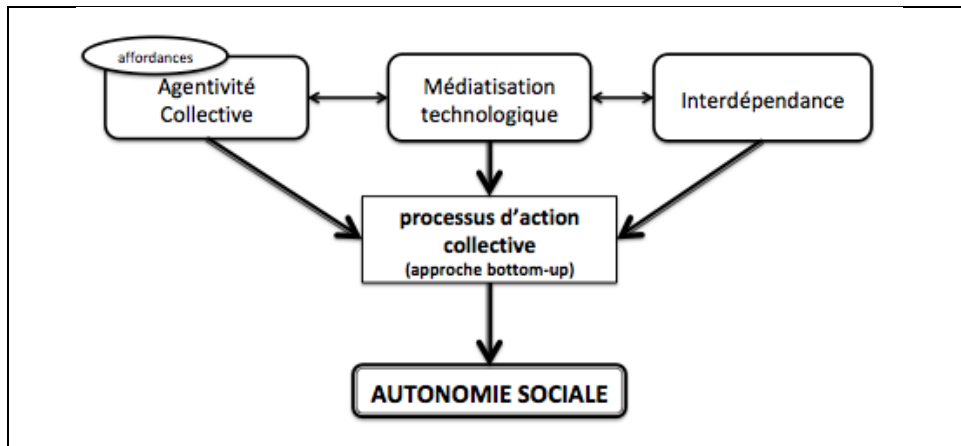 affordances
Agentivité
Collective
Médiatisation
technologique
Interdépendance
processus d'action
collective
(approche bottom-up)
AUTONOMIE SOCIALE